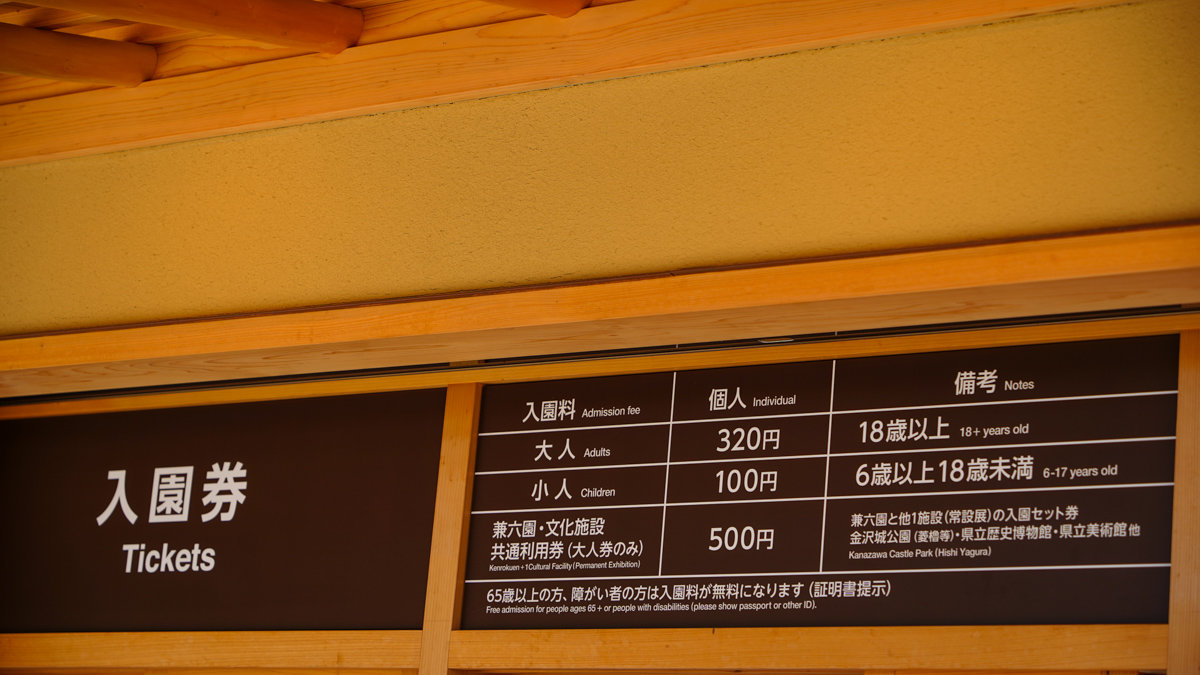 入園券
Tickets
入園料 Admission fee 個人 Individual 備考 Notes
大人 Adults 320円 18歳以上 18+ years old
小人 Children 100円 6歳以上18歳未満 6-17 years old
兼六園・文化施設
共通利用券（大人券のみ）
Kenrokuen+1Cultural Facility（Permanent Exhibition）
500円
兼六園と他1施設（常設展）の入園セット券
金沢城公園（菱櫓等）・県立歴史博物館・県立美術館他
Kanazawa Castle Park（Hishi Yagura）
65歳以上の方、障がい者の方は入園料が無料になります（証明書提示）
Free admission for people ages 65+ or people with disabilities (please show passport or other ID).